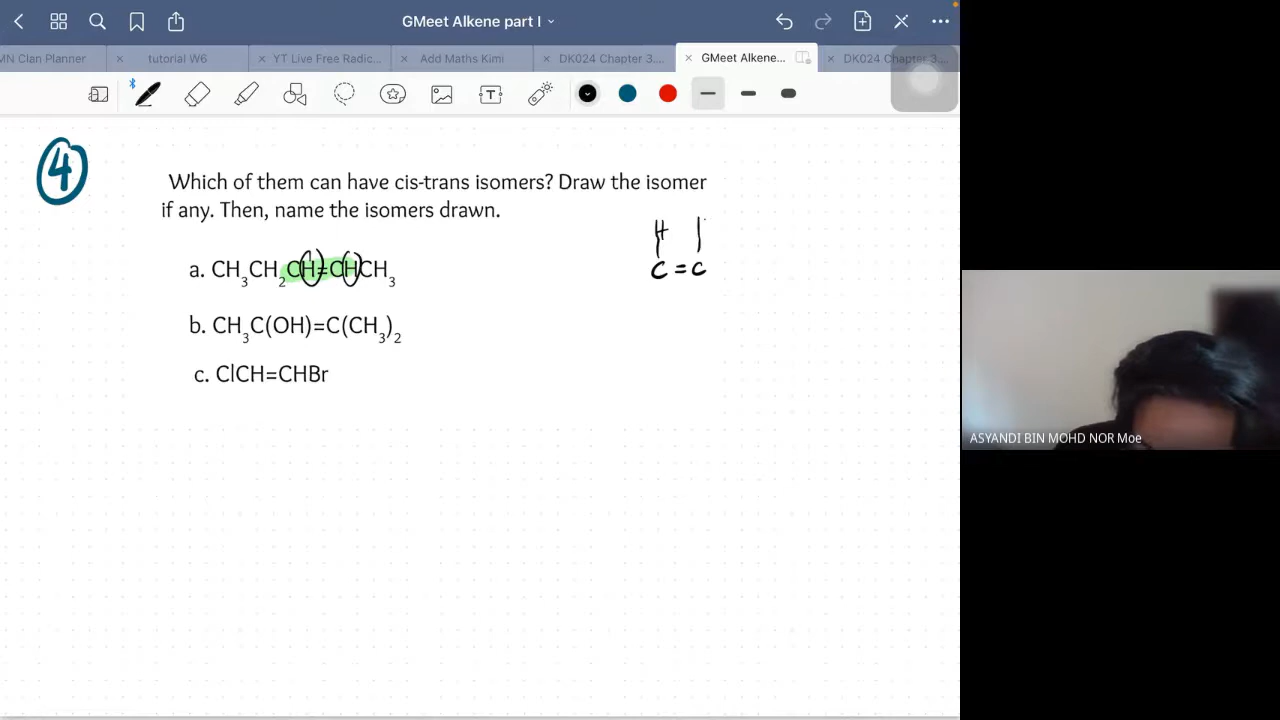 GMeet Alkene part I
MN Clan Planner
tutorial W6
YT Live Free Radic...
Add Maths Kimi
DK024 Chapter 3....
GMeet Alkene...
DK024 Chapter 3...
4
Which of them can have cis-trans isomers? Draw the isomer
if any. Then, name the isomers drawn.
H
C = C
a. CH₃CH₂CH=CHCH₃
b. CH₃C(OH)=C(CH₃)₂
c. ClCH=CHBr
ASYANDI BIN MOHD NOR Moe